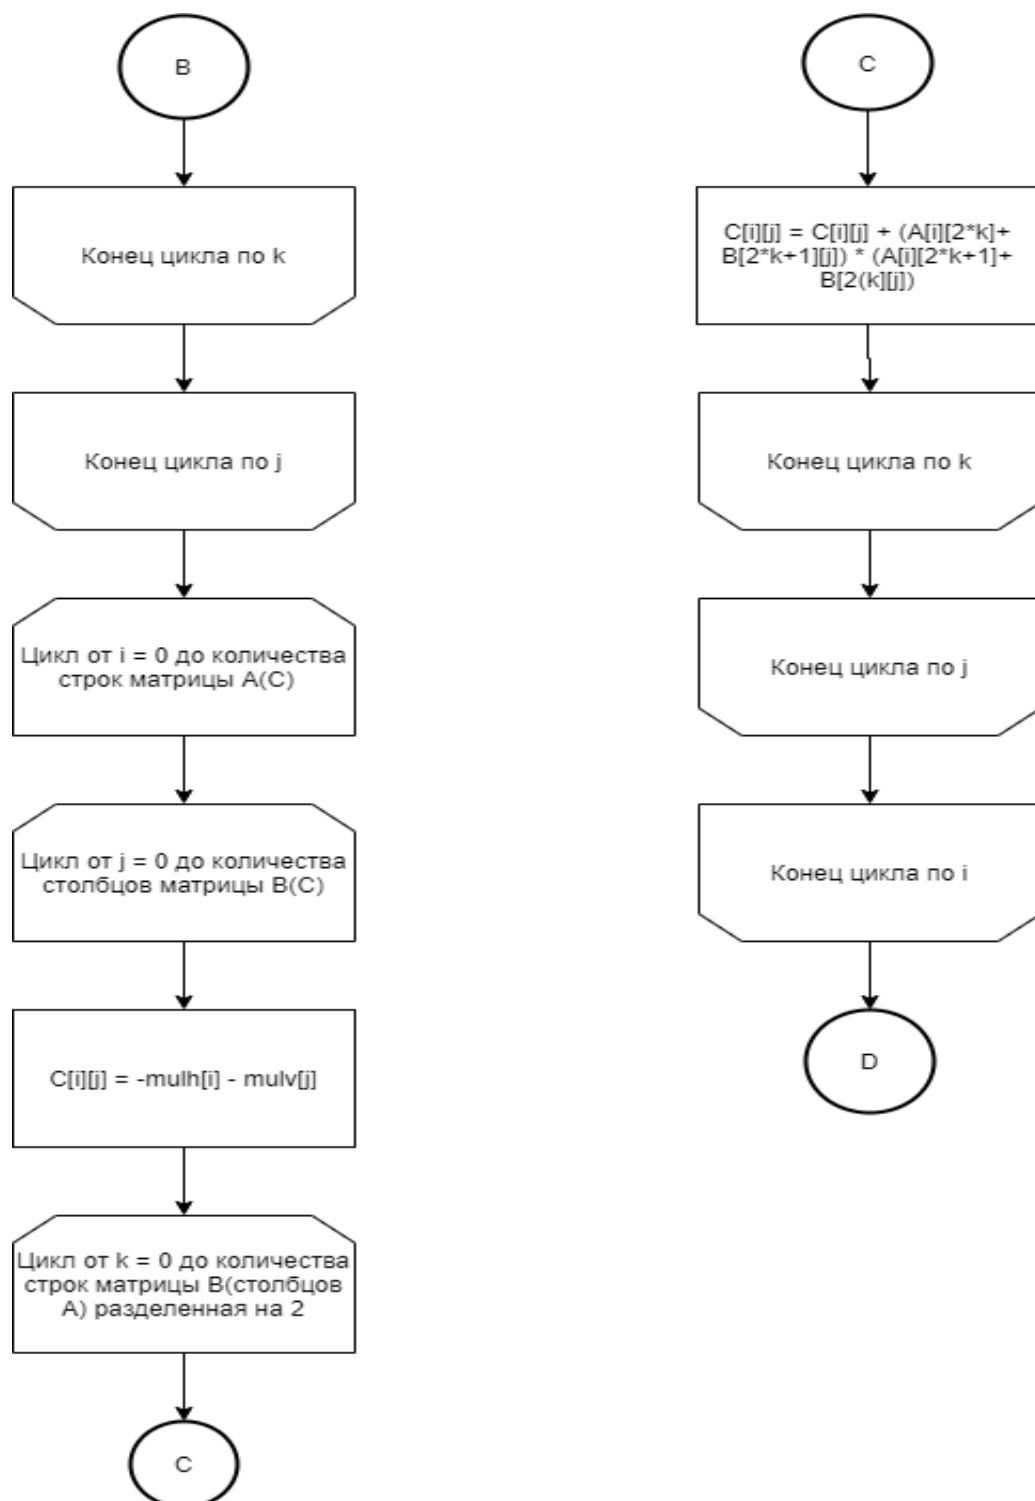 B
Конец цикла по k
Конец цикла по j
Цикл от i = 0 до количества
строк матрицы A(C)
Цикл от j = 0 до количества
столбцов матрицы B(C)
C[i][j] = -mulh[i] - mulv[j]
Цикл от k = 0 до количества
строк матрицы B(столбцов
A) разделенная на 2
C
C
C[i][j] = C[i][j] + (A[i][2*k]+
B[2*k+1][j]) * (A[i][2*k+1]+
B[2(k][j])
Конец цикла по k
Конец цикла по j
Конец цикла по i
D